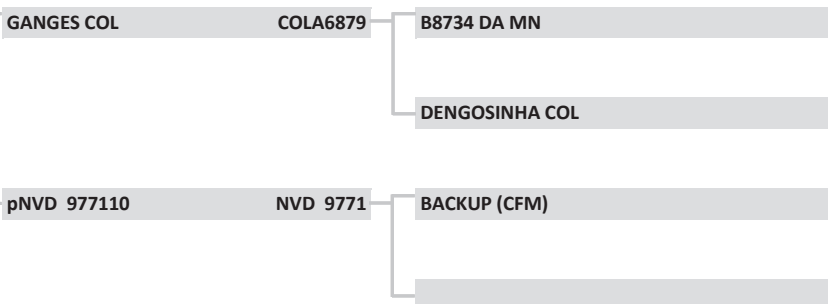 GANGES COL COLA6879 B8734 DA MN
DENGOSINHA COL
pNVD 977110 NVD 9771 BACKUP (CFM)